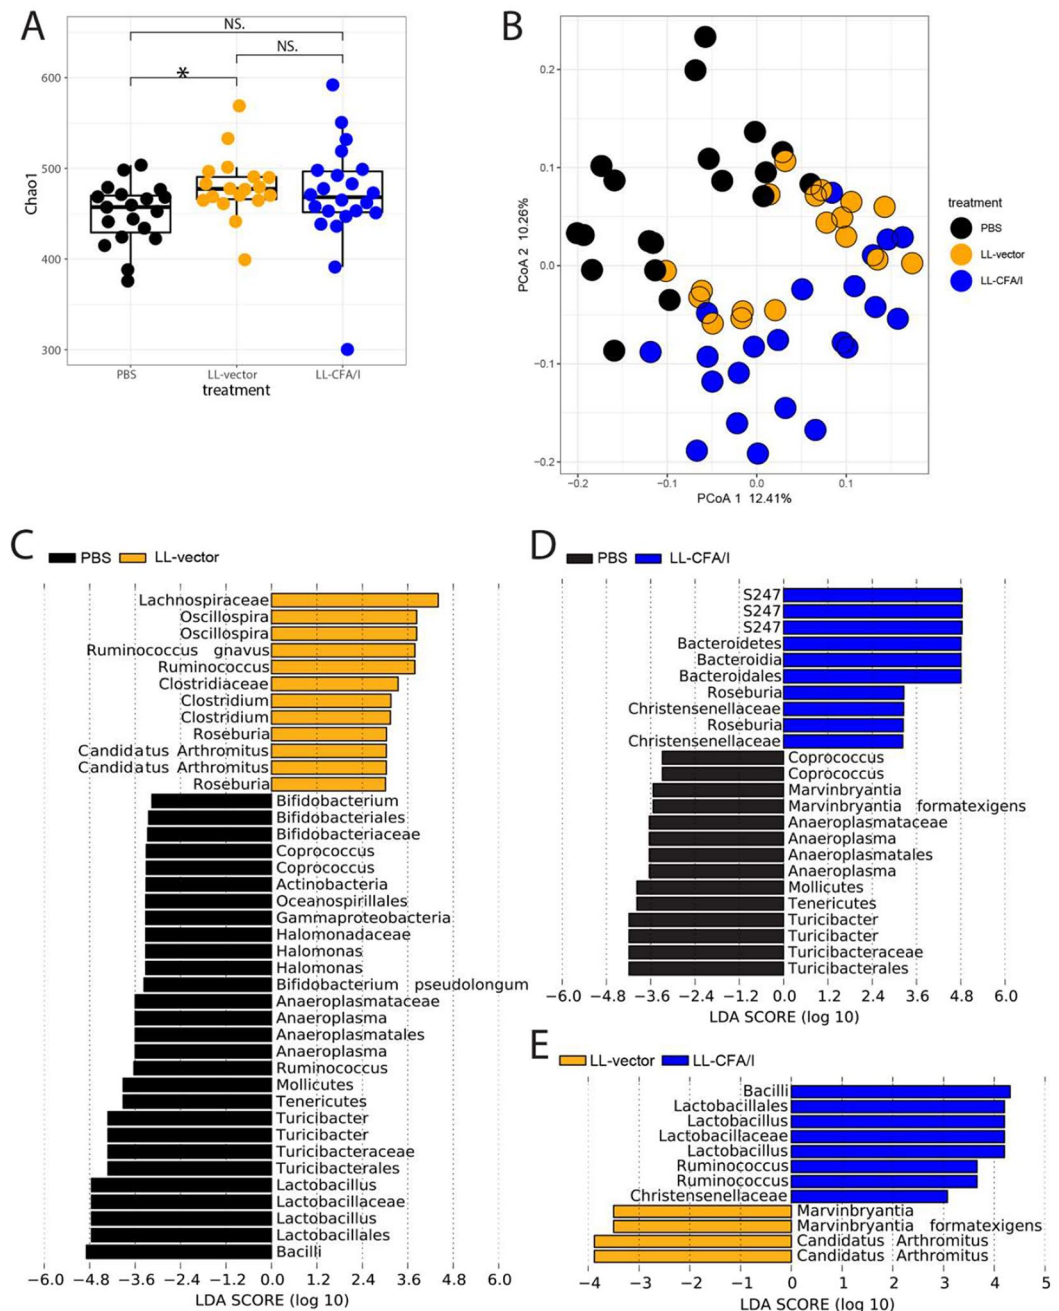 A
NS.
NS.
*
600
500
400
300
Chao1
PBS
LL-vector
LL-CFA/I
treatment
B
0.2
0.1
0.0
−0.1
−0.2
PCoA 2 10.26%
−0.2
−0.1
0.0
0.1
PCoA 1 12.41%
treatment
PBS
LL-vector
LL-CFA/I
C
PBS
LL-vector
Lachnospiraceae
Oscillospira
Oscillospira
Ruminococcus gnavus
Ruminococcus
Clostridiaceae
Clostridium
Clostridium
Roseburia
Candidatus Arthromitus
Candidatus Arthromitus
Roseburia
Bifidobacterium
Bifidobacteriales
Bifidobacteriaceae
Coprococcus
Coprococcus
Actinobacteria
Oceanospirillales
Gammaproteobacteria
Halomonadaceae
Halomonas
Halomonas
Bifidobacterium pseudolongum
Anaeroplasmataceae
Anaeroplasma
Anaeroplasmatales
Anaeroplasma
Ruminococcus
Mollicutes
Tenericutes
Turicibacter
Turicibacter
Turicibacteraceae
Turicibacterales
Lactobacillus
Lactobacillaceae
Lactobacillus
Lactobacillales
Bacilli
−6.0 −4.8 −3.6 −2.4 −1.2 0.0 1.2 2.4 3.6 4.8 6.0
LDA SCORE (log 10)
D
PBS
LL-CFA/I
S247
S247
S247
Bacteroidetes
Bacteroidia
Bacteroidales
Roseburia
Christensenellaceae
Roseburia
Christensenellaceae
Coprococcus
Coprococcus
Marvinbryantia
Marvinbryantia formatexigens
Anaeroplasmataceae
Anaeroplasma
Anaeroplasmatales
Anaeroplasma
Mollicutes
Tenericutes
Turicibacter
Turicibacter
Turicibacteraceae
Turicibacterales
−6.0 −4.8 −3.6 −2.4 −1.2 0.0 1.2 2.4 3.6 4.8 6.0
LDA SCORE (log 10)
E
LL-vector
LL-CFA/I
Bacilli
Lactobacillales
Lactobacillus
Lactobacillaceae
Lactobacillus
Ruminococcus
Ruminococcus
Christensenellaceae
Marvinbryantia
Marvinbryantia formatexigens
Candidatus Arthromitus
Candidatus Arthromitus
−4 −3 −2 −1 0 1 2 3 4 5
LDA SCORE (log 10)